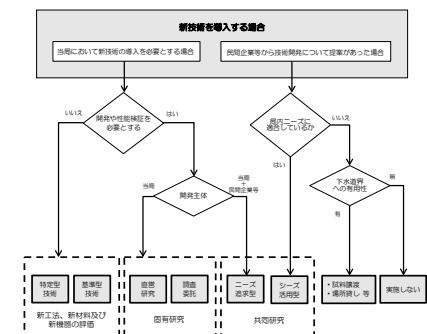 新技術を導入する場合
当局において新技術の導入を必要とする場合
民間企業等から技術開発について提案があった場合
いいえ
開発や性能検証を
必要とする
はい
局内ニーズに
適合しているか
いいえ
はい
当局
開発主体
当局
+
民間企業等
下水道界
への有用性
有
無
特定型
技術
基準型
技術
直営
研究
調査
委託
ニーズ
追求型
シーズ
活用型
・試料譲渡
・場所貸し 等
実施しない
新工法、新材料及び
新機器の評価
固有研究
共同研究